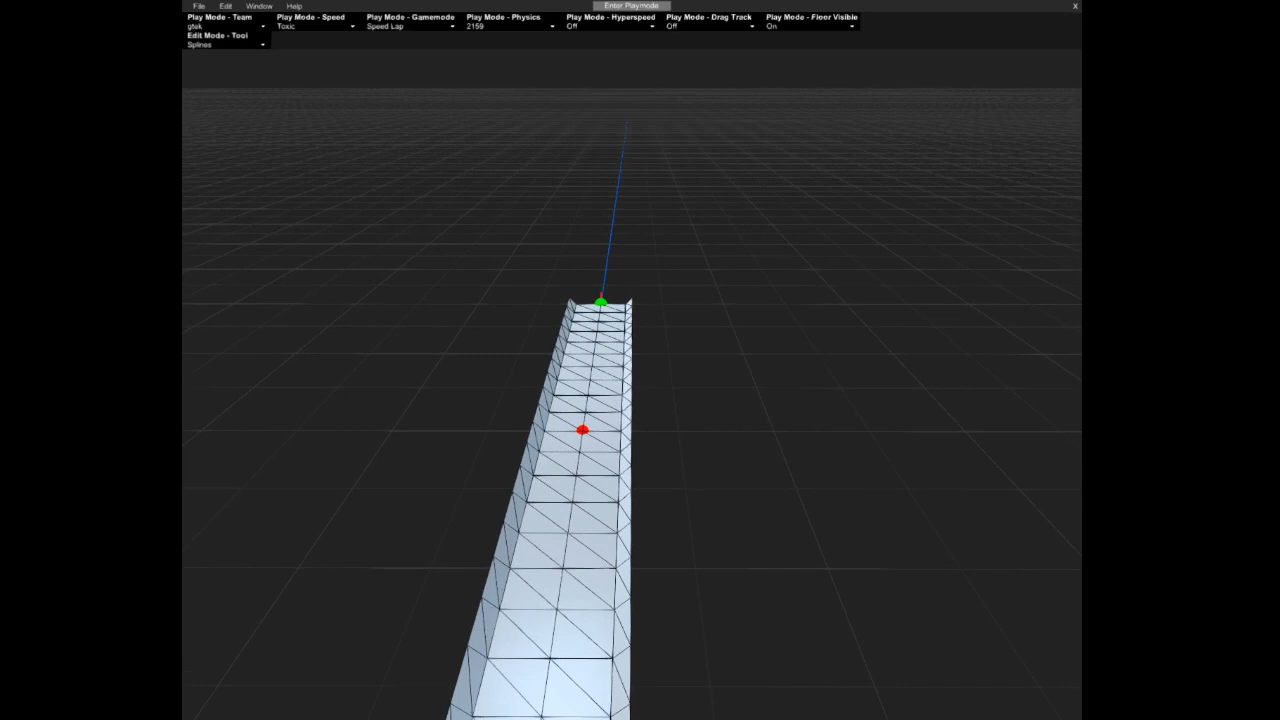 File Edit Window Help Enter Playmode X
Play Mode - Team Play Mode - Speed Play Mode - Gamemode Play Mode - Physics Play Mode - Hyperspeed Play Mode - Drag Track Play Mode - Floor Visible
gtek Toxic Speed Lap 2159 Off Off On
Edit Mode - Tool
Splines